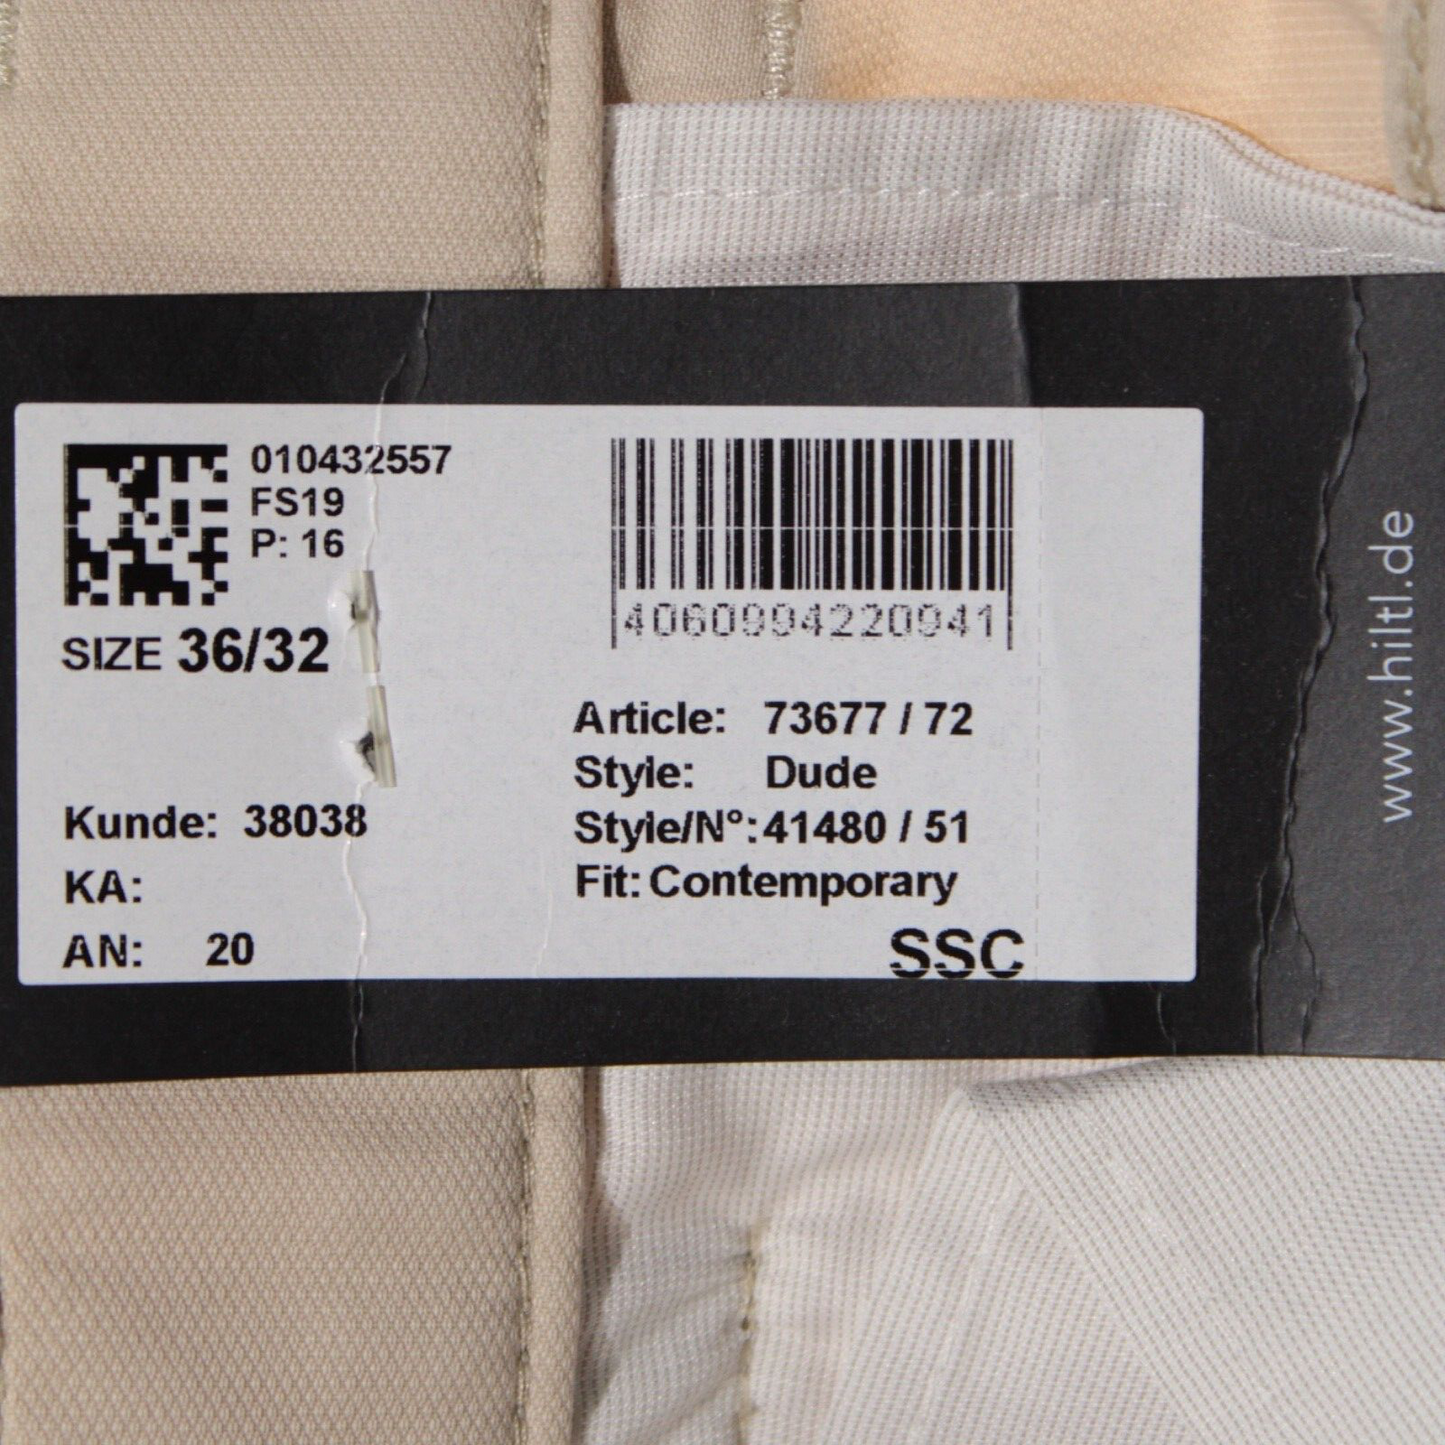 010432557
FS19
P: 16
SIZE 36/32
Kunde: 38038
KA:
AN: 20
4060994220941
Article: 73677 / 72
Style: Dude
Style/N°: 41480 / 51
Fit: Contemporary
SSC
www.hiltl.de